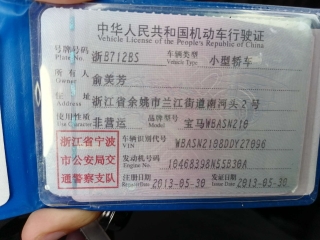 中华人民共和国机动车行驶证
Vehicle License of the People's Republic of China
号牌号码 浙B712BS 车辆类型 小型轿车
Plate No. Vehicle Type
所有人 俞美芳
Owner
住址 浙江省余姚市兰江街道南河头2号
使用性质 非营运 品牌型号 宝马WBASN210
浙江省宁波市公安局交通警察支队
车辆识别代号
VIN
发动机号码 10468398N55B30A
Engine No.
注册日期 2013-05-30 发证日期 2013-05-30
Register Date Issue Date